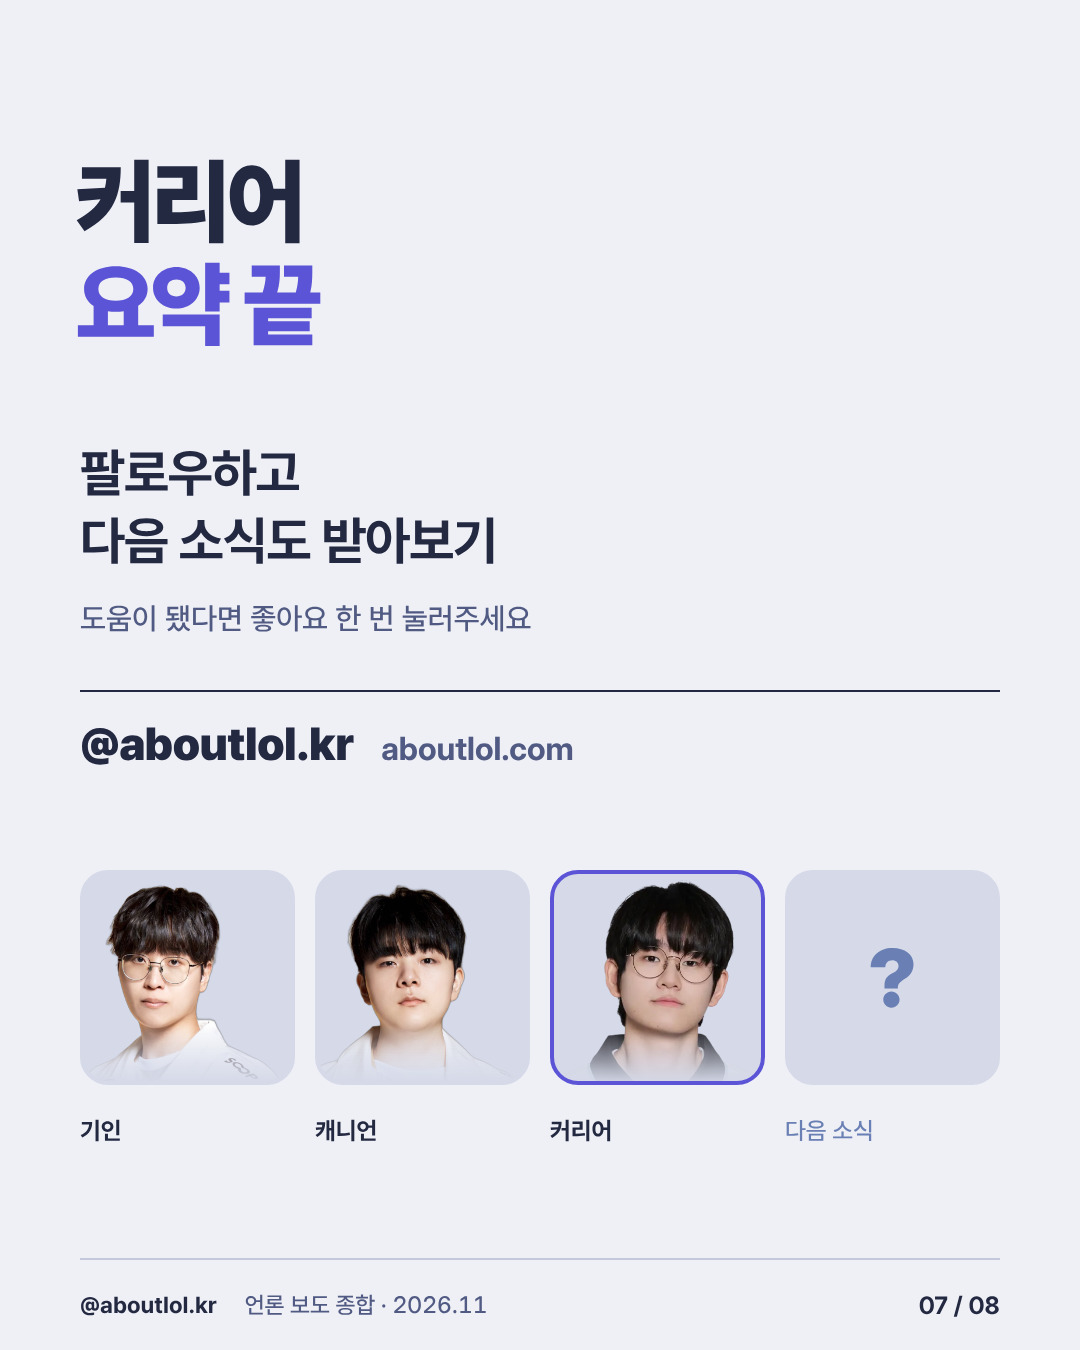 커리어
요약 끝
팔로우하고
다음 소식도 받아보기
도움이 됐다면 좋아요 한 번 눌러주세요
@aboutlol.kr aboutlol.com
SOOP
?
기인 캐니언 커리어 다음 소식
@aboutlol.kr 언론 보도 종합 · 2026.11 07 / 08